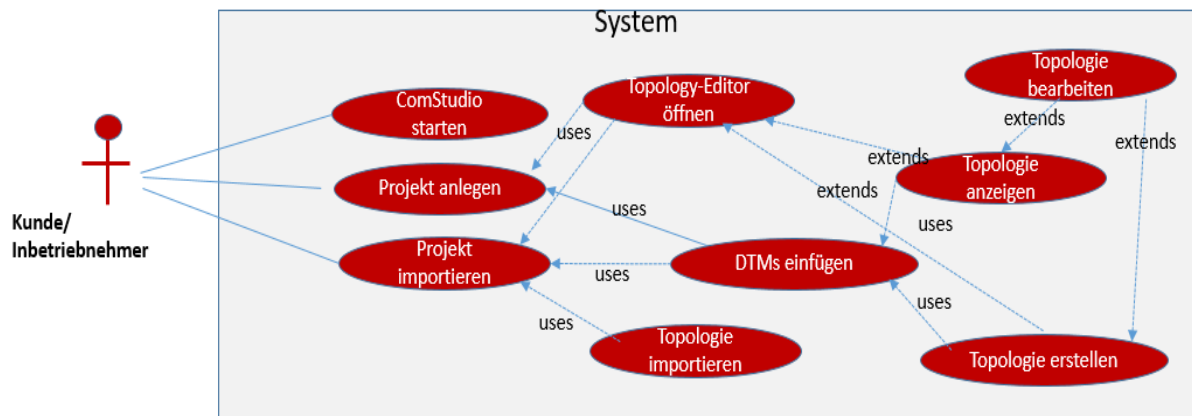 System
Topologie
bearbeiten
ComStudio
starten
Topology-Editor
öffnen
uses
extends
extends
extends
Topologie
anzeigen
Projekt anlegen
extends
uses
uses
Kunde/
Inbetriebnehmer
Projekt
importieren
uses
DTMs einfügen
uses
uses
Topologie
importieren
Topologie erstellen